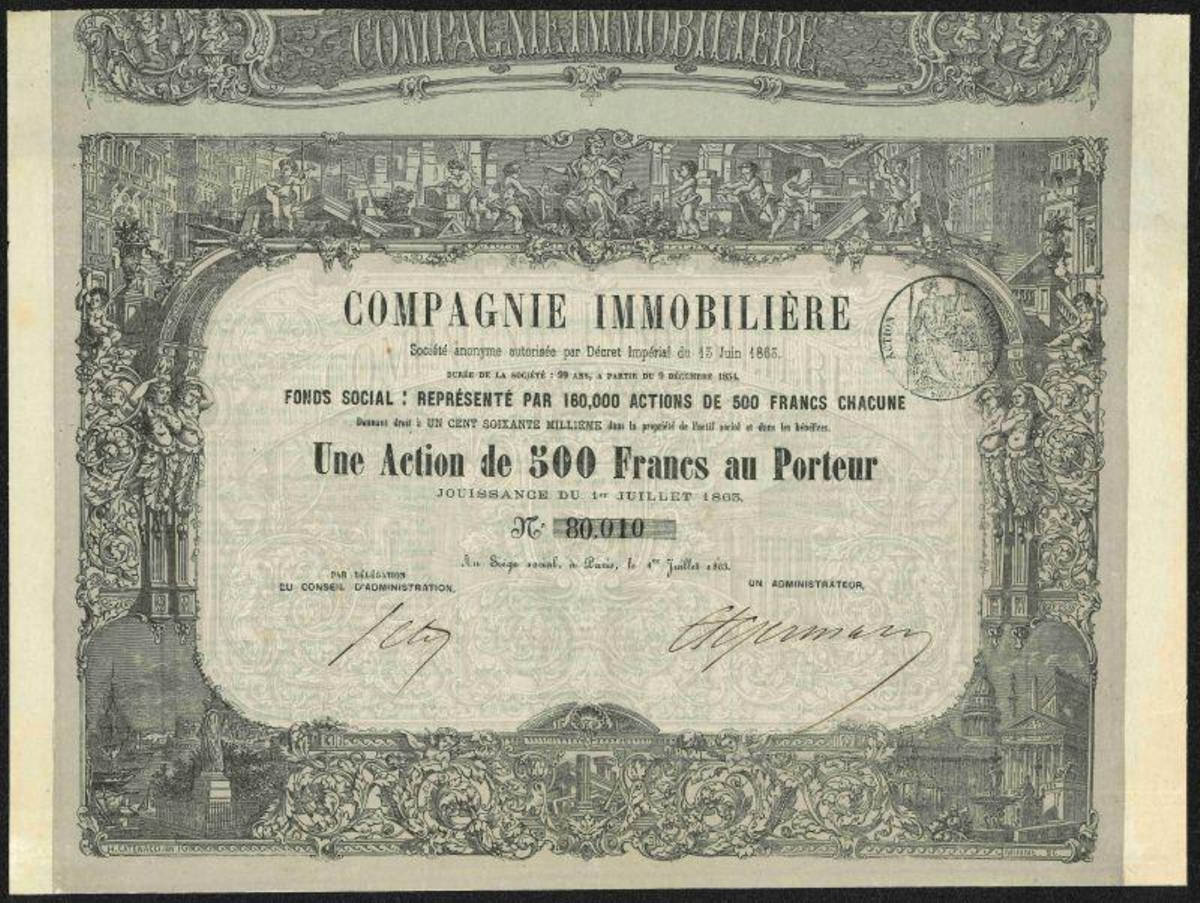 COMPAGNIE IMMOBILIÈRE
COMPAGNIE IMMOBILIÈRE
Société anonyme autorisée par Décret Impérial du 13 Juin 1863.
DURÉE DE LA SOCIÉTÉ : 99 ANS, A PARTIR DU 9 DÉCEMBRE 1854.
FONDS SOCIAL : REPRÉSENTÉ PAR 160,000 ACTIONS DE 500 FRANCS CHACUNE
Donnant droit à UN CENT SOIXANTE MILLIÈME dans la propriété de l'actif social et dans les bénéfices.
Une Action de 500 Francs au Porteur
JOUISSANCE DU 1er JUILLET 1863.
No 80,010
Au Siège social, à Paris, le 1er Juillet 1863.
PAR DÉLÉGATION
DU CONSEIL D'ADMINISTRATION,
UN ADMINISTRATEUR,
ACTION
H. CATENACCI